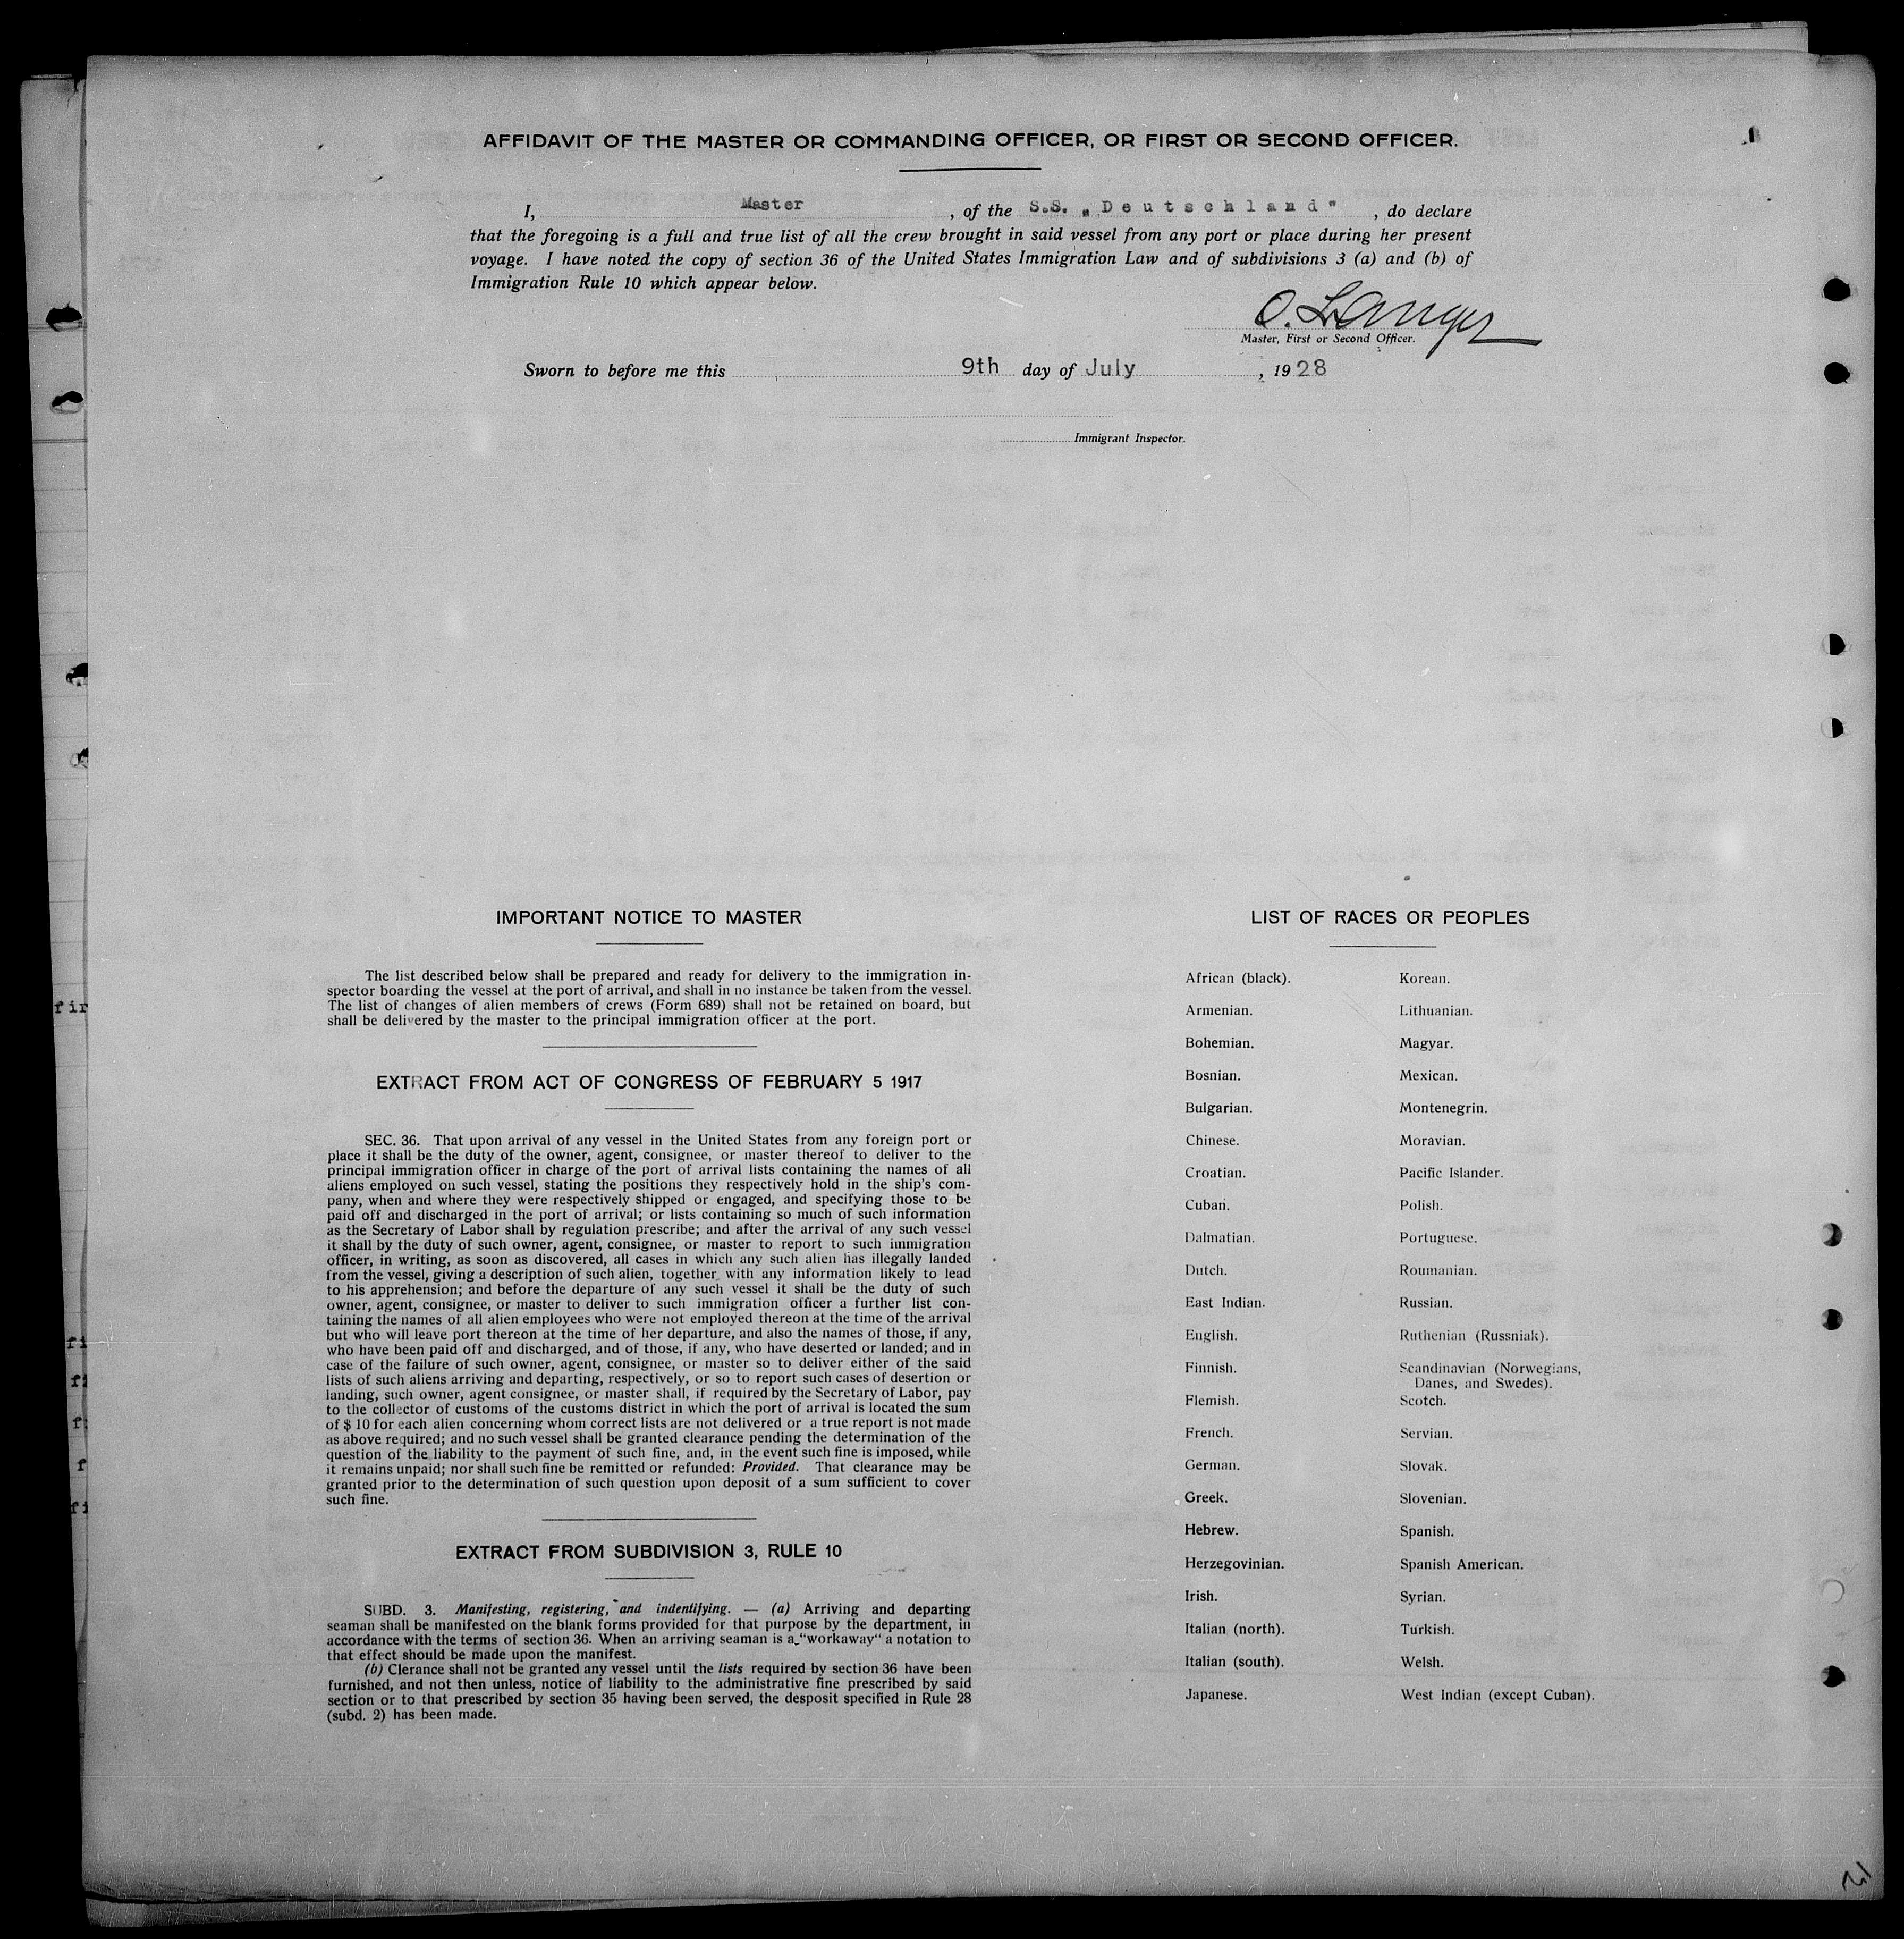 AFFIDAVIT OF THE MASTER OR COMMANDING OFFICER, OR FIRST OR SECOND OFFICER.
I, Master, of the S.S. „Deutschland", do declare
that the foregoing is a full and true list of all the crew brought in said vessel from any port or place during her present
voyage. I have noted the copy of section 36 of the United States Immigration Law and of subdivisions 3 (a) and (b) of
Immigration Rule 10 which appear below.
O. Langer
Master, First or Second Officer.
Sworn to before me this 9th day of July, 1928
Immigrant Inspector.
IMPORTANT NOTICE TO MASTER
The list described below shall be prepared and ready for delivery to the immigration in-
spector boarding the vessel at the port of arrival, and shall in no instance be taken from the vessel.
The list of changes of alien members of crews (Form 689) shall not be retained on board, but
shall be delivered by the master to the principal immigration officer at the port.
EXTRACT FROM ACT OF CONGRESS OF FEBRUARY 5 1917
SEC. 36. That upon arrival of any vessel in the United States from any foreign port or
place it shall be the duty of the owner, agent, consignee, or master thereof to deliver to the
principal immigration officer in charge of the port of arrival lists containing the names of all
aliens employed on such vessel, stating the positions they respectively hold in the ship's com-
pany, when and where they were respectively shipped or engaged, and specifying those to be
paid off and discharged in the port of arrival; or lists containing so much of such information
as the Secretary of Labor shall by regulation prescribe; and after the arrival of any such vessel
it shall by the duty of such owner, agent, consignee, or master to report to such immigration
officer, in writing, as soon as discovered, all cases in which any such alien has illegally landed
from the vessel, giving a description of such alien, together with any information likely to lead
to his apprehension; and before the departure of any such vessel it shall be the duty of such
owner, agent, consignee, or master to deliver to such immigration officer a further list con-
taining the names of all alien employees who were not employed thereon at the time of the arrival
but who will leave port thereon at the time of her departure, and also the names of those, if any,
who have been paid off and discharged, and of those, if any, who have deserted or landed; and in
case of the failure of such owner, agent, consignee, or master so to deliver either of the said
lists of such aliens arriving and departing, respectively, or so to report such cases of desertion or
landing, such owner, agent consignee, or master shall, if required by the Secretary of Labor, pay
to the collector of customs of the customs district in which the port of arrival is located the sum
of $ 10 for each alien concerning whom correct lists are not delivered or a true report is not made
as above required; and no such vessel shall be granted clearance pending the determination of the
question of the liability to the payment of such fine, and, in the event such fine is imposed, while
it remains unpaid; nor shall such fine be remitted or refunded: Provided. That clearance may be
granted prior to the determination of such question upon deposit of a sum sufficient to cover
such fine.
EXTRACT FROM SUBDIVISION 3, RULE 10
SUBD. 3. Manifesting, registering, and indentifying. — (a) Arriving and departing
seaman shall be manifested on the blank forms provided for that purpose by the department, in
accordance with the terms of section 36. When an arriving seaman is a "workaway" a notation to
that effect should be made upon the manifest.
(b) Clerance shall not be granted any vessel until the lists required by section 36 have been
furnished, and not then unless, notice of liability to the administrative fine prescribed by said
section or to that prescribed by section 35 having been served, the desposit specified in Rule 28
(subd. 2) has been made.
LIST OF RACES OR PEOPLES
African (black).
Armenian.
Bohemian.
Bosnian.
Bulgarian.
Chinese.
Croatian.
Cuban.
Dalmatian.
Dutch.
East Indian.
English.
Finnish.
Flemish.
French.
German.
Greek.
Hebrew.
Herzegovinian.
Irish.
Italian (north).
Italian (south).
Japanese.
Korean.
Lithuanian.
Magyar.
Mexican.
Montenegrin.
Moravian.
Pacific Islander.
Polish.
Portuguese.
Roumanian.
Russian.
Ruthenian (Russniak).
Scandinavian (Norwegians,
Danes, and Swedes).
Scotch.
Servian.
Slovak.
Slovenian.
Spanish.
Spanish American.
Syrian.
Turkish.
Welsh.
West Indian (except Cuban).